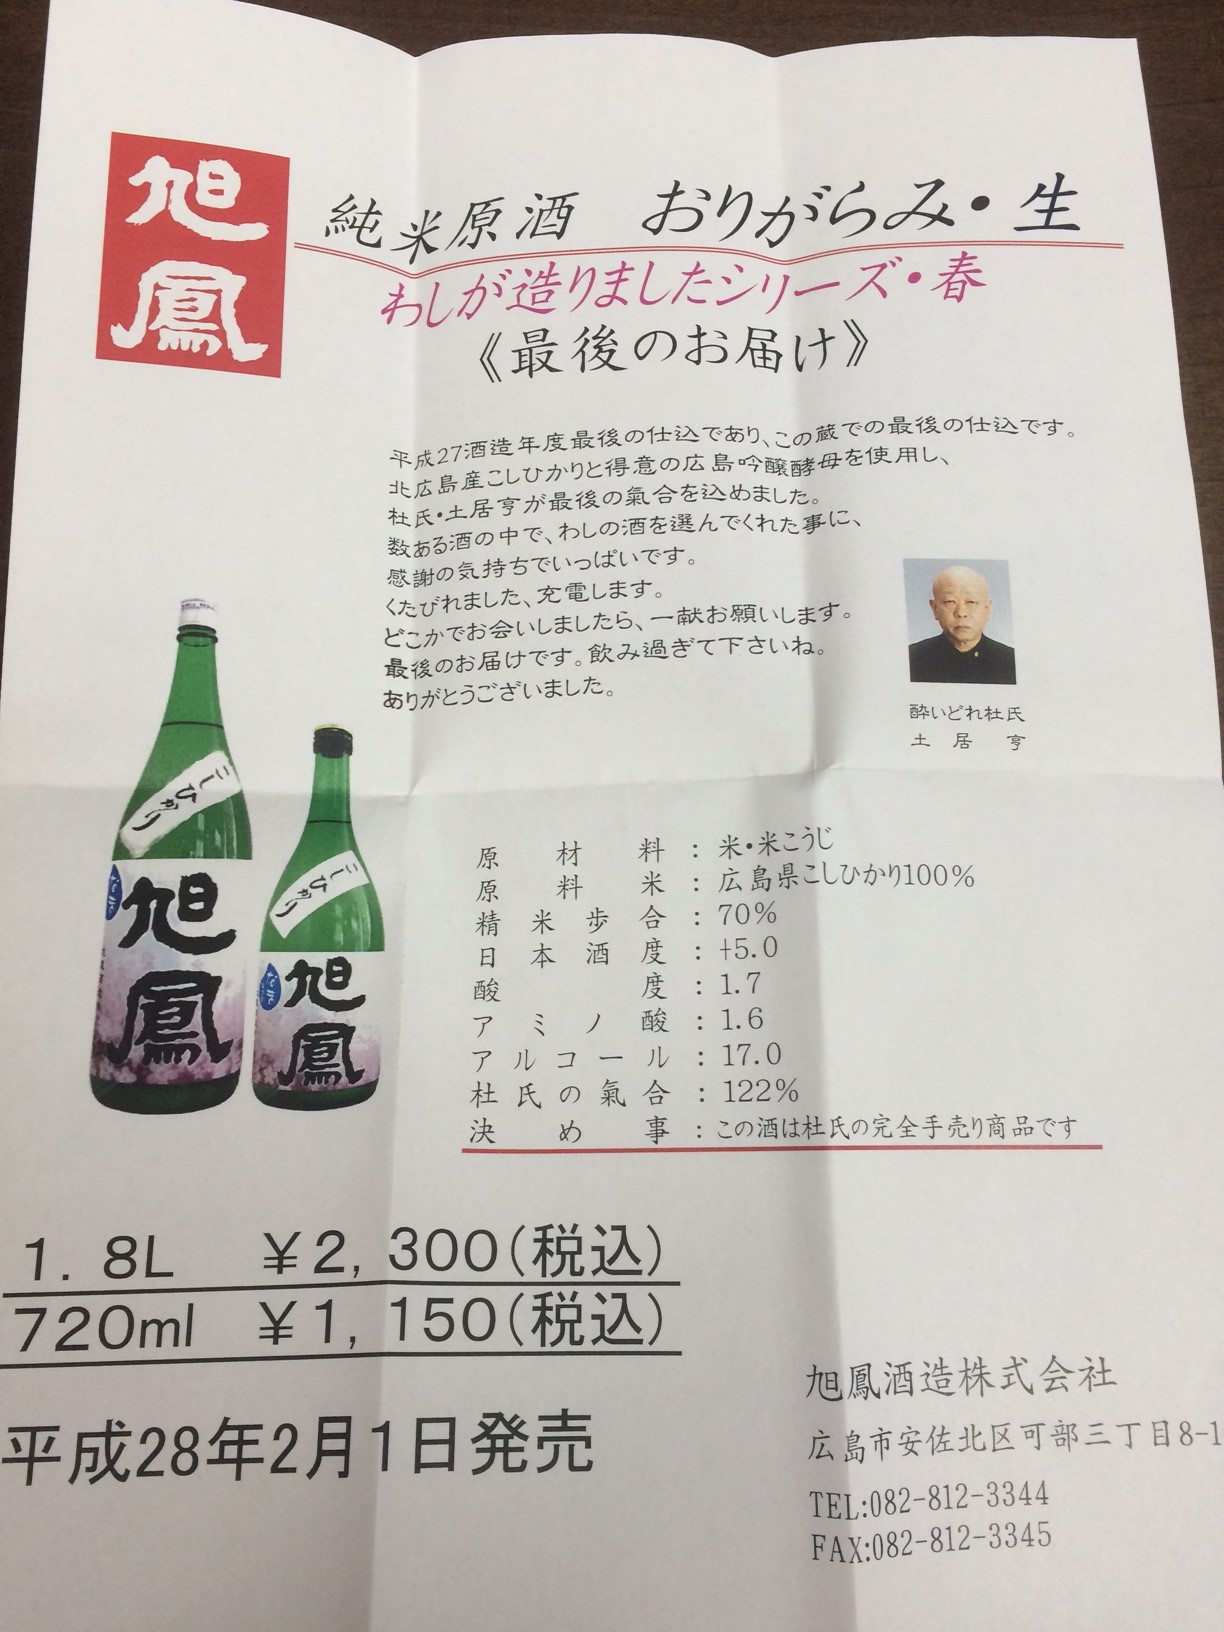 旭鳳
純米原酒　おりがらみ・生
わしが造りましたシリーズ・春
《最後のお届け》
平成27酒造年度最後の仕込であり、この蔵での最後の仕込です。
北広島産こしひかりと得意の広島吟醸酵母を使用し、
杜氏・土居亨が最後の氣合を込めました。
数ある酒の中で、わしの酒を選んでくれた事に、
感謝の気持ちでいっぱいです。
くたびれました、充電します。
どこかでお会いしましたら、一献お願いします。
最後のお届けです。飲み過ぎて下さいね。
ありがとうございました。
酔いどれ杜氏
土居　亨
こしひかり
旭鳳
こしひかり
旭鳳
原材料：米・米こうじ
原料米：広島県こしひかり100%
精米歩合：70%
日本酒度：+5.0
酸度：1.7
アミノ酸：1.6
アルコール：17.0
杜氏の氣合：122%
決め事：この酒は杜氏の完全手売り商品です
1.8L　¥2,300(税込)
720ml　¥1,150(税込)
平成28年2月1日発売
旭鳳酒造株式会社
広島市安佐北区可部三丁目8-1
TEL:082-812-3344
FAX:082-812-3345